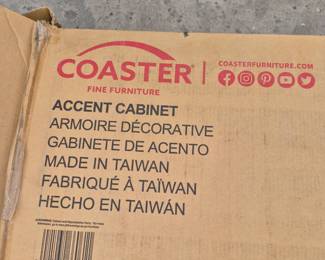 COASTER
COASTERFURNITURE.COM
FINE FURNITURE
ACCENT CABINET
ARMOIRE DÉCORATIVE
GABINETE DE ACENTO
MADE IN TAIWAN
FABRIQUÉ À TAÏWAN
HECHO EN TAIWÁN